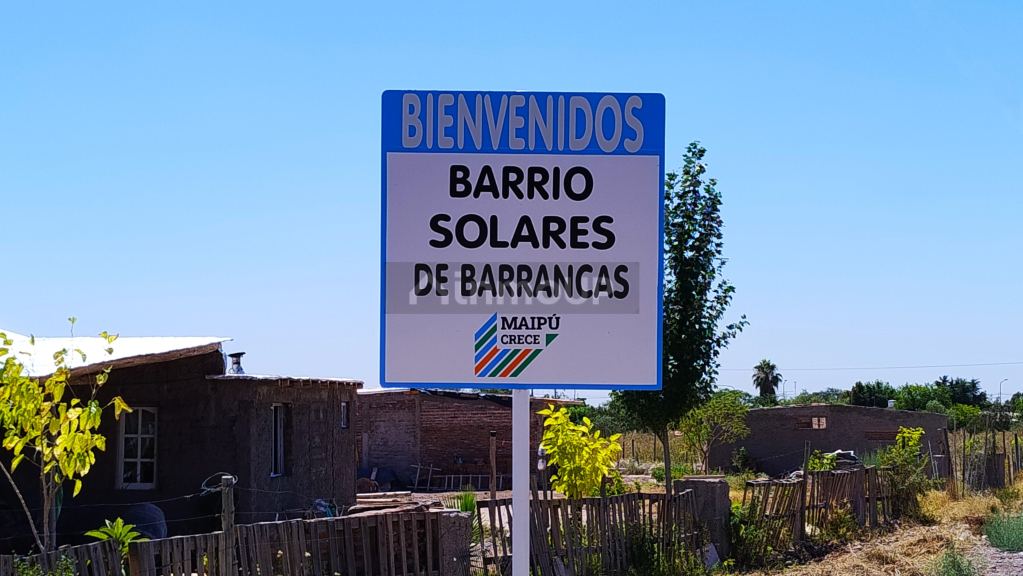 BIENVENIDOS
BARRIO
SOLARES
DE BARRANCAS
MAIPÚ
CRECE